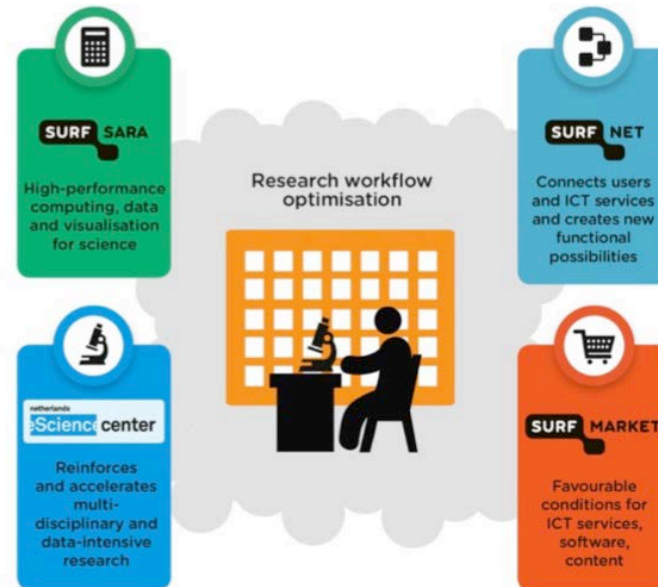 SURF SARA
High-performance
computing, data
and visualisation
for science
Research workflow
optimisation
SURF NET
Connects users
and ICT services
and creates new
functional
possibilities
netherlands
eScience center
Reinforces
and accelerates
multi-
disciplinary and
data-intensive
research
SURF MARKET
Favourable
conditions for
ICT services,
software,
content